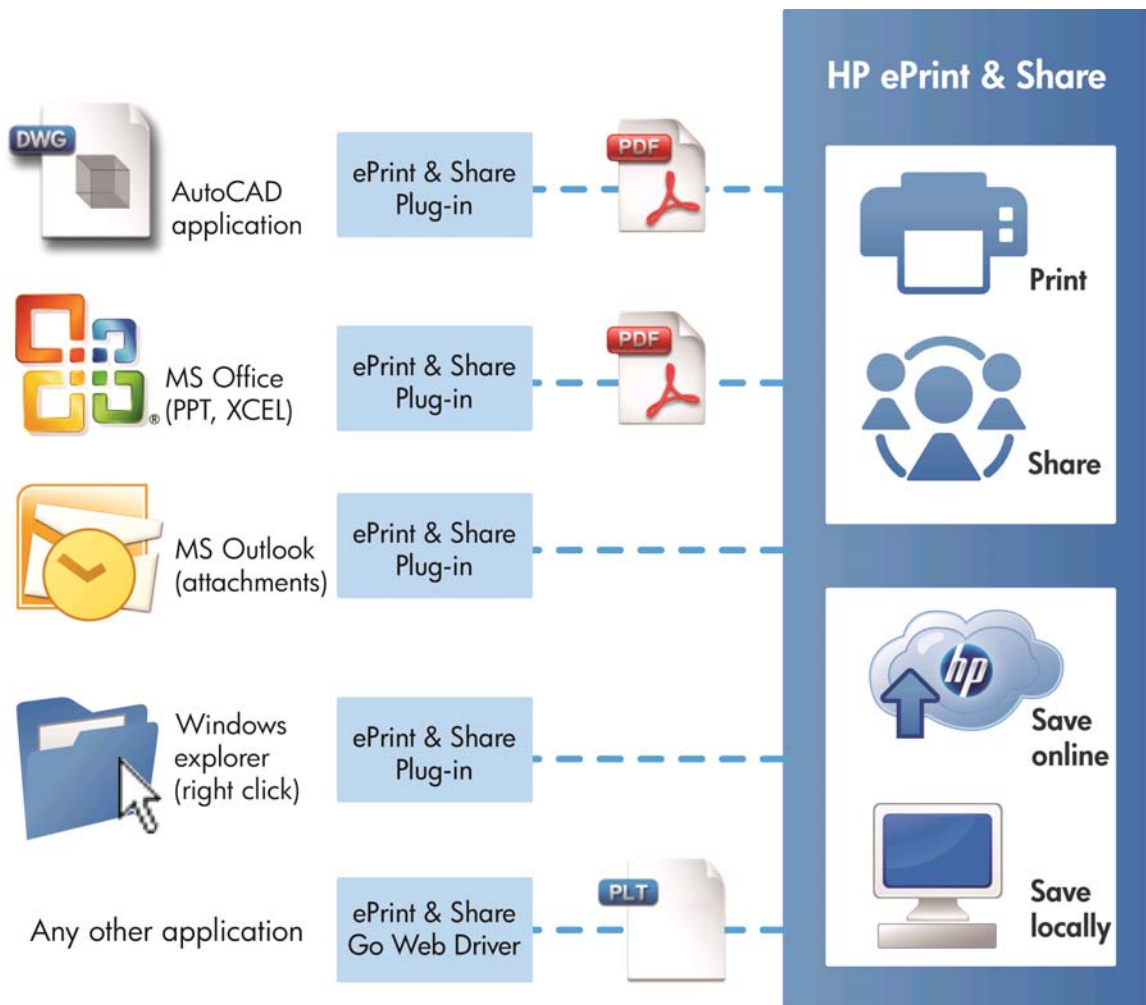 HP ePrint & Share
DWG
AutoCAD
application
ePrint & Share
Plug-in
PDF
Print
MS Office
(PPT, XCEL)
®
ePrint & Share
Plug-in
PDF
Share
MS Outlook
(attachments)
ePrint & Share
Plug-in
Windows
explorer
(right click)
ePrint & Share
Plug-in
hp
Save
online
Any other application
ePrint & Share
Go Web Driver
PLT
Save
locally